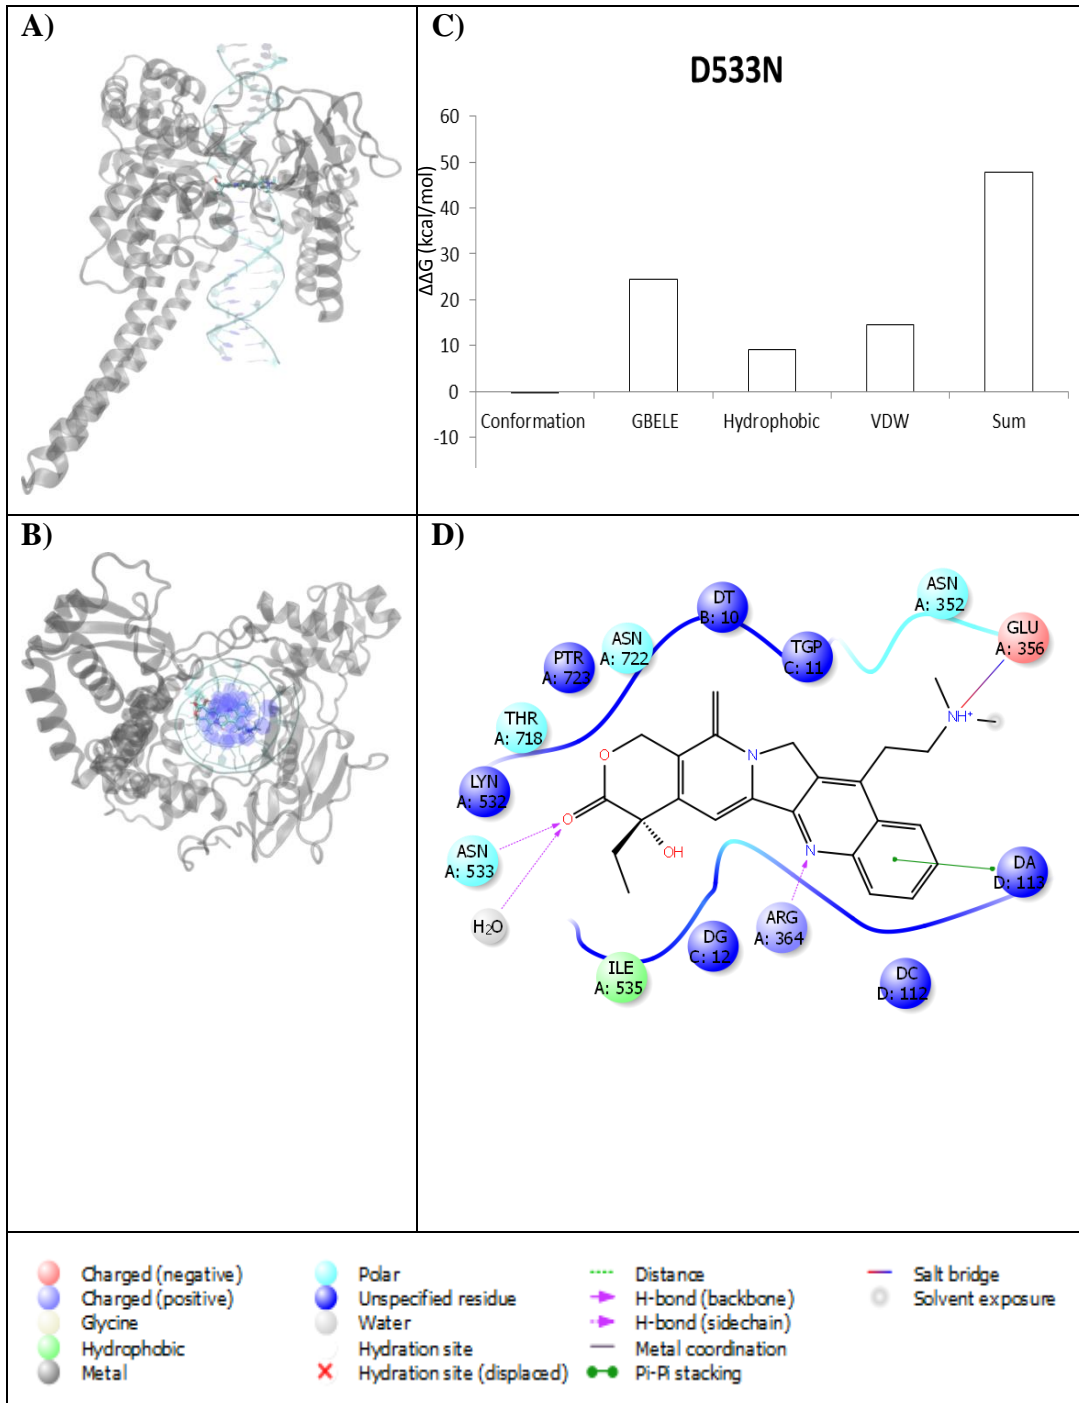 A)
C)
D533N
60
50
40
30
20
10
0
-10
ΔΔG (kcal/mol)
Conformation GBELE Hydrophobic VDW Sum
B)
D)
ASN
A: 352
GLU
A: 356
DT
B: 10
TGP
C: 11
ASN
A: 722
PTR
A: 723
THR
A: 718
LYN
A: 532
ASN
A: 533
H₂O
ILE
A: 535
DG
C: 12
ARG
A: 364
DA
D: 113
DC
D: 112
NH⁺
N
O
O
OH
N
Charged (negative)
Charged (positive)
Glycine
Hydrophobic
Metal
Polar
Unspecified residue
Water
Hydration site
Hydration site (displaced)
Distance
H-bond (backbone)
H-bond (sidechain)
Metal coordination
Pi-Pi stacking
Salt bridge
Solvent exposure